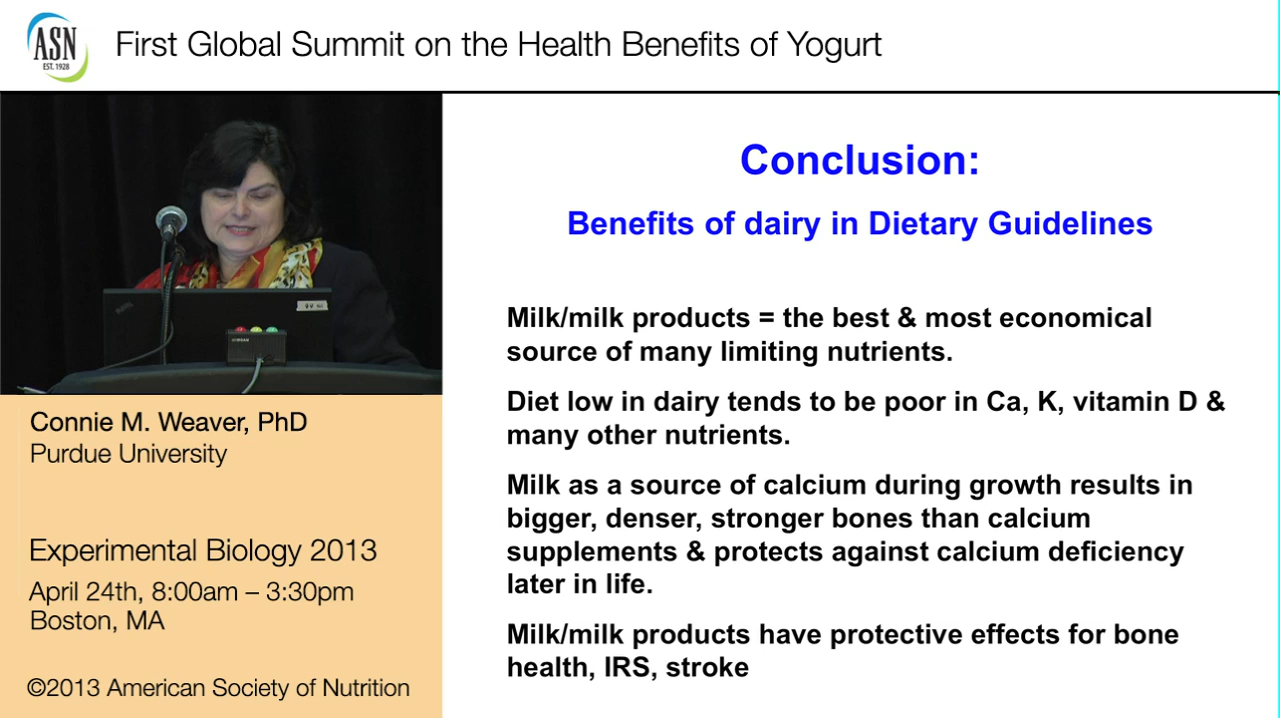 ASN
EST. 1928
First Global Summit on the Health Benefits of Yogurt
Conclusion:
Benefits of dairy in Dietary Guidelines
Milk/milk products = the best & most economical
source of many limiting nutrients.
Diet low in dairy tends to be poor in Ca, K, vitamin D &
many other nutrients.
Milk as a source of calcium during growth results in
bigger, denser, stronger bones than calcium
supplements & protects against calcium deficiency
later in life.
Milk/milk products have protective effects for bone
health, IRS, stroke
Connie M. Weaver, PhD
Purdue University
Experimental Biology 2013
April 24th, 8:00am – 3:30pm
Boston, MA
©2013 American Society of Nutrition